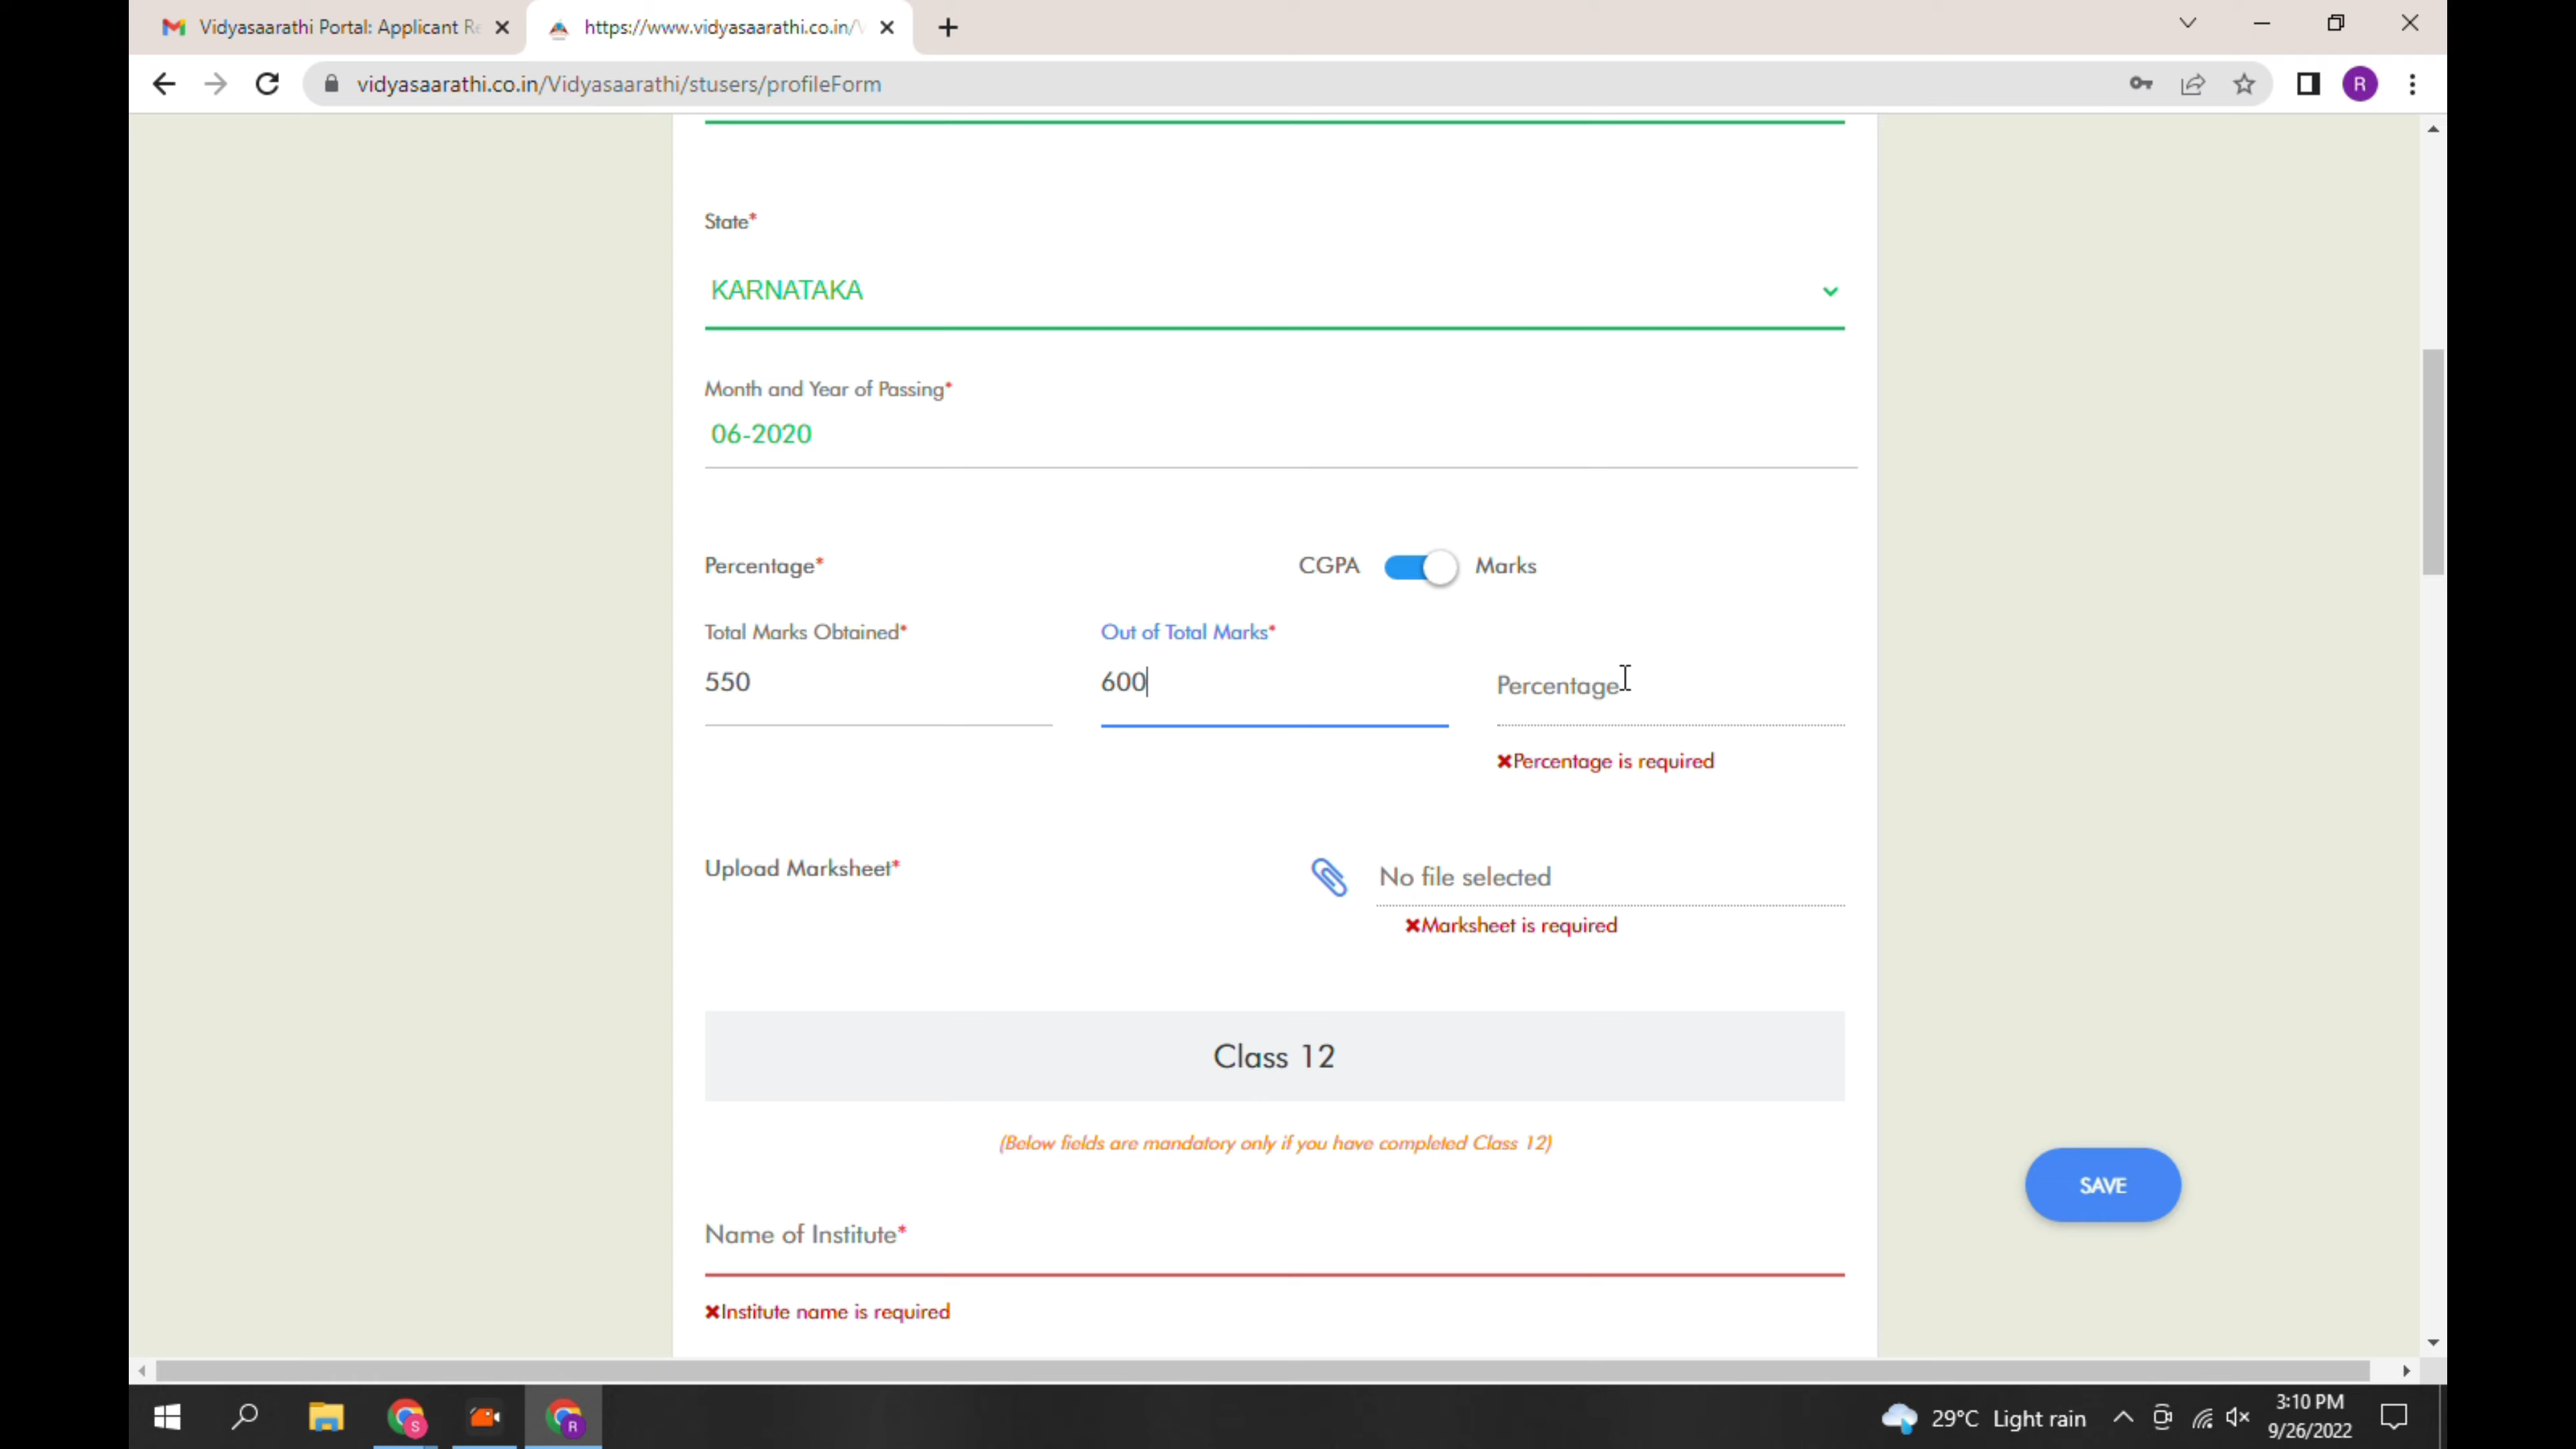 Vidyasaarathi Portal: Applicant Re
https://www.vidyasaarathi.co.in/V
vidyasaarathi.co.in/Vidyasaarathi/stusers/profileForm
R
State*
KARNATAKA
Month and Year of Passing*
06-2020
Percentage* CGPA Marks
Total Marks Obtained* Out of Total Marks*
550 600 Percentage
✖Percentage is required
Upload Marksheet* No file selected
✖Marksheet is required
Class 12
(Below fields are mandatory only if you have completed Class 12)
SAVE
Name of Institute*
✖Institute name is required
S R 29°C Light rain 3:10 PM
9/26/2022